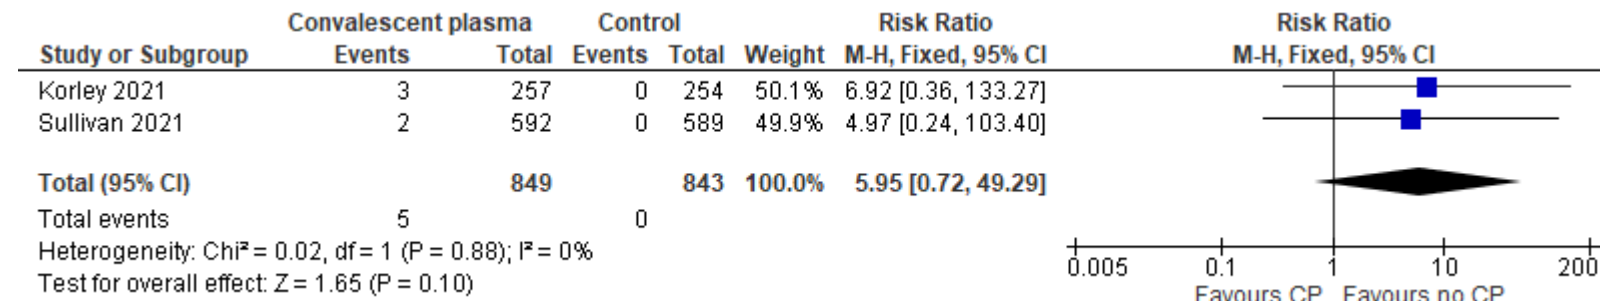 Convalescent plasma Control Risk Ratio Risk Ratio
Study or Subgroup Events Total Events Total Weight M-H, Fixed, 95% CI M-H, Fixed, 95% CI
Korley 2021 3 257 0 254 50.1% 6.92 [0.36, 133.27]
Sullivan 2021 2 592 0 589 49.9% 4.97 [0.24, 103.40]
Total (95% CI) 849 843 100.0% 5.95 [0.72, 49.29]
Total events 5 0
Heterogeneity: Chi² = 0.02, df = 1 (P = 0.88); I² = 0%
Test for overall effect: Z = 1.65 (P = 0.10)
0.005 0.1 1 10 200
Favours CP Favours no CP